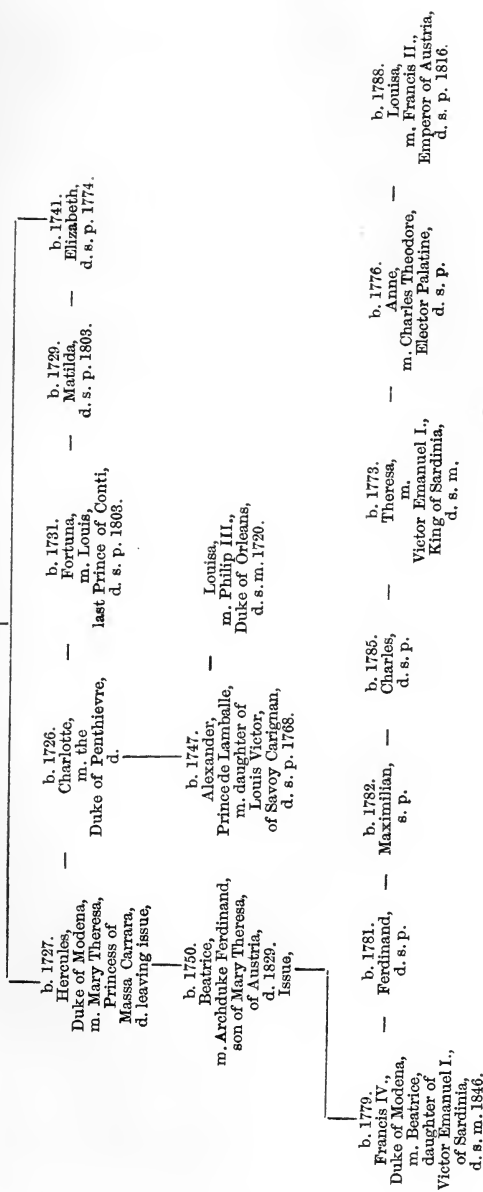 b. 1727.
Hercules,
Duke of Modena,
m. Mary Theresa,
Princess of
Massa Carrara,
d. leaving issue,
—
b. 1726.
Charlotte,
m. the
Duke of Penthievre,
d.
—
b. 1731.
Fortuna,
m. Louis,
last Prince of Conti,
d. s. p. 1803.
—
b. 1729.
Matilda,
d. s. p. 1803.
—
b. 1741.
Elizabeth,
d. s. p. 1774.
b. 1750.
Beatrice,
m. Archduke Ferdinand,
son of Mary Theresa,
of Austria,
d. 1829.
Issue,
b. 1747.
Alexander,
Prince de Lamballe,
m. daughter of
Louis Victor,
of Savoy Carignan,
d. s. p. 1768.
—
Louisa,
m. Philip III.,
Duke of Orleans,
d. s. m. 1720.
b. 1779.
Francis IV.,
Duke of Modena,
m. Beatrice,
daughter of
Victor Emanuel I.,
of Sardinia,
d. s. m. 1846.
—
b. 1781.
Ferdinand,
d. s. p.
—
b. 1782.
Maximilian,
s. p.
—
b. 1785.
Charles,
d. s. p.
—
b. 1773.
Theresa,
m.
Victor Emanuel I.,
King of Sardinia,
d. s. m.
—
b. 1776.
Anne,
m. Charles Theodore,
Elector Palatine,
d. s. p.
—
b. 1788.
Louisa,
m. Francis II.,
Emperor of Austria,
d. s. p. 1816.